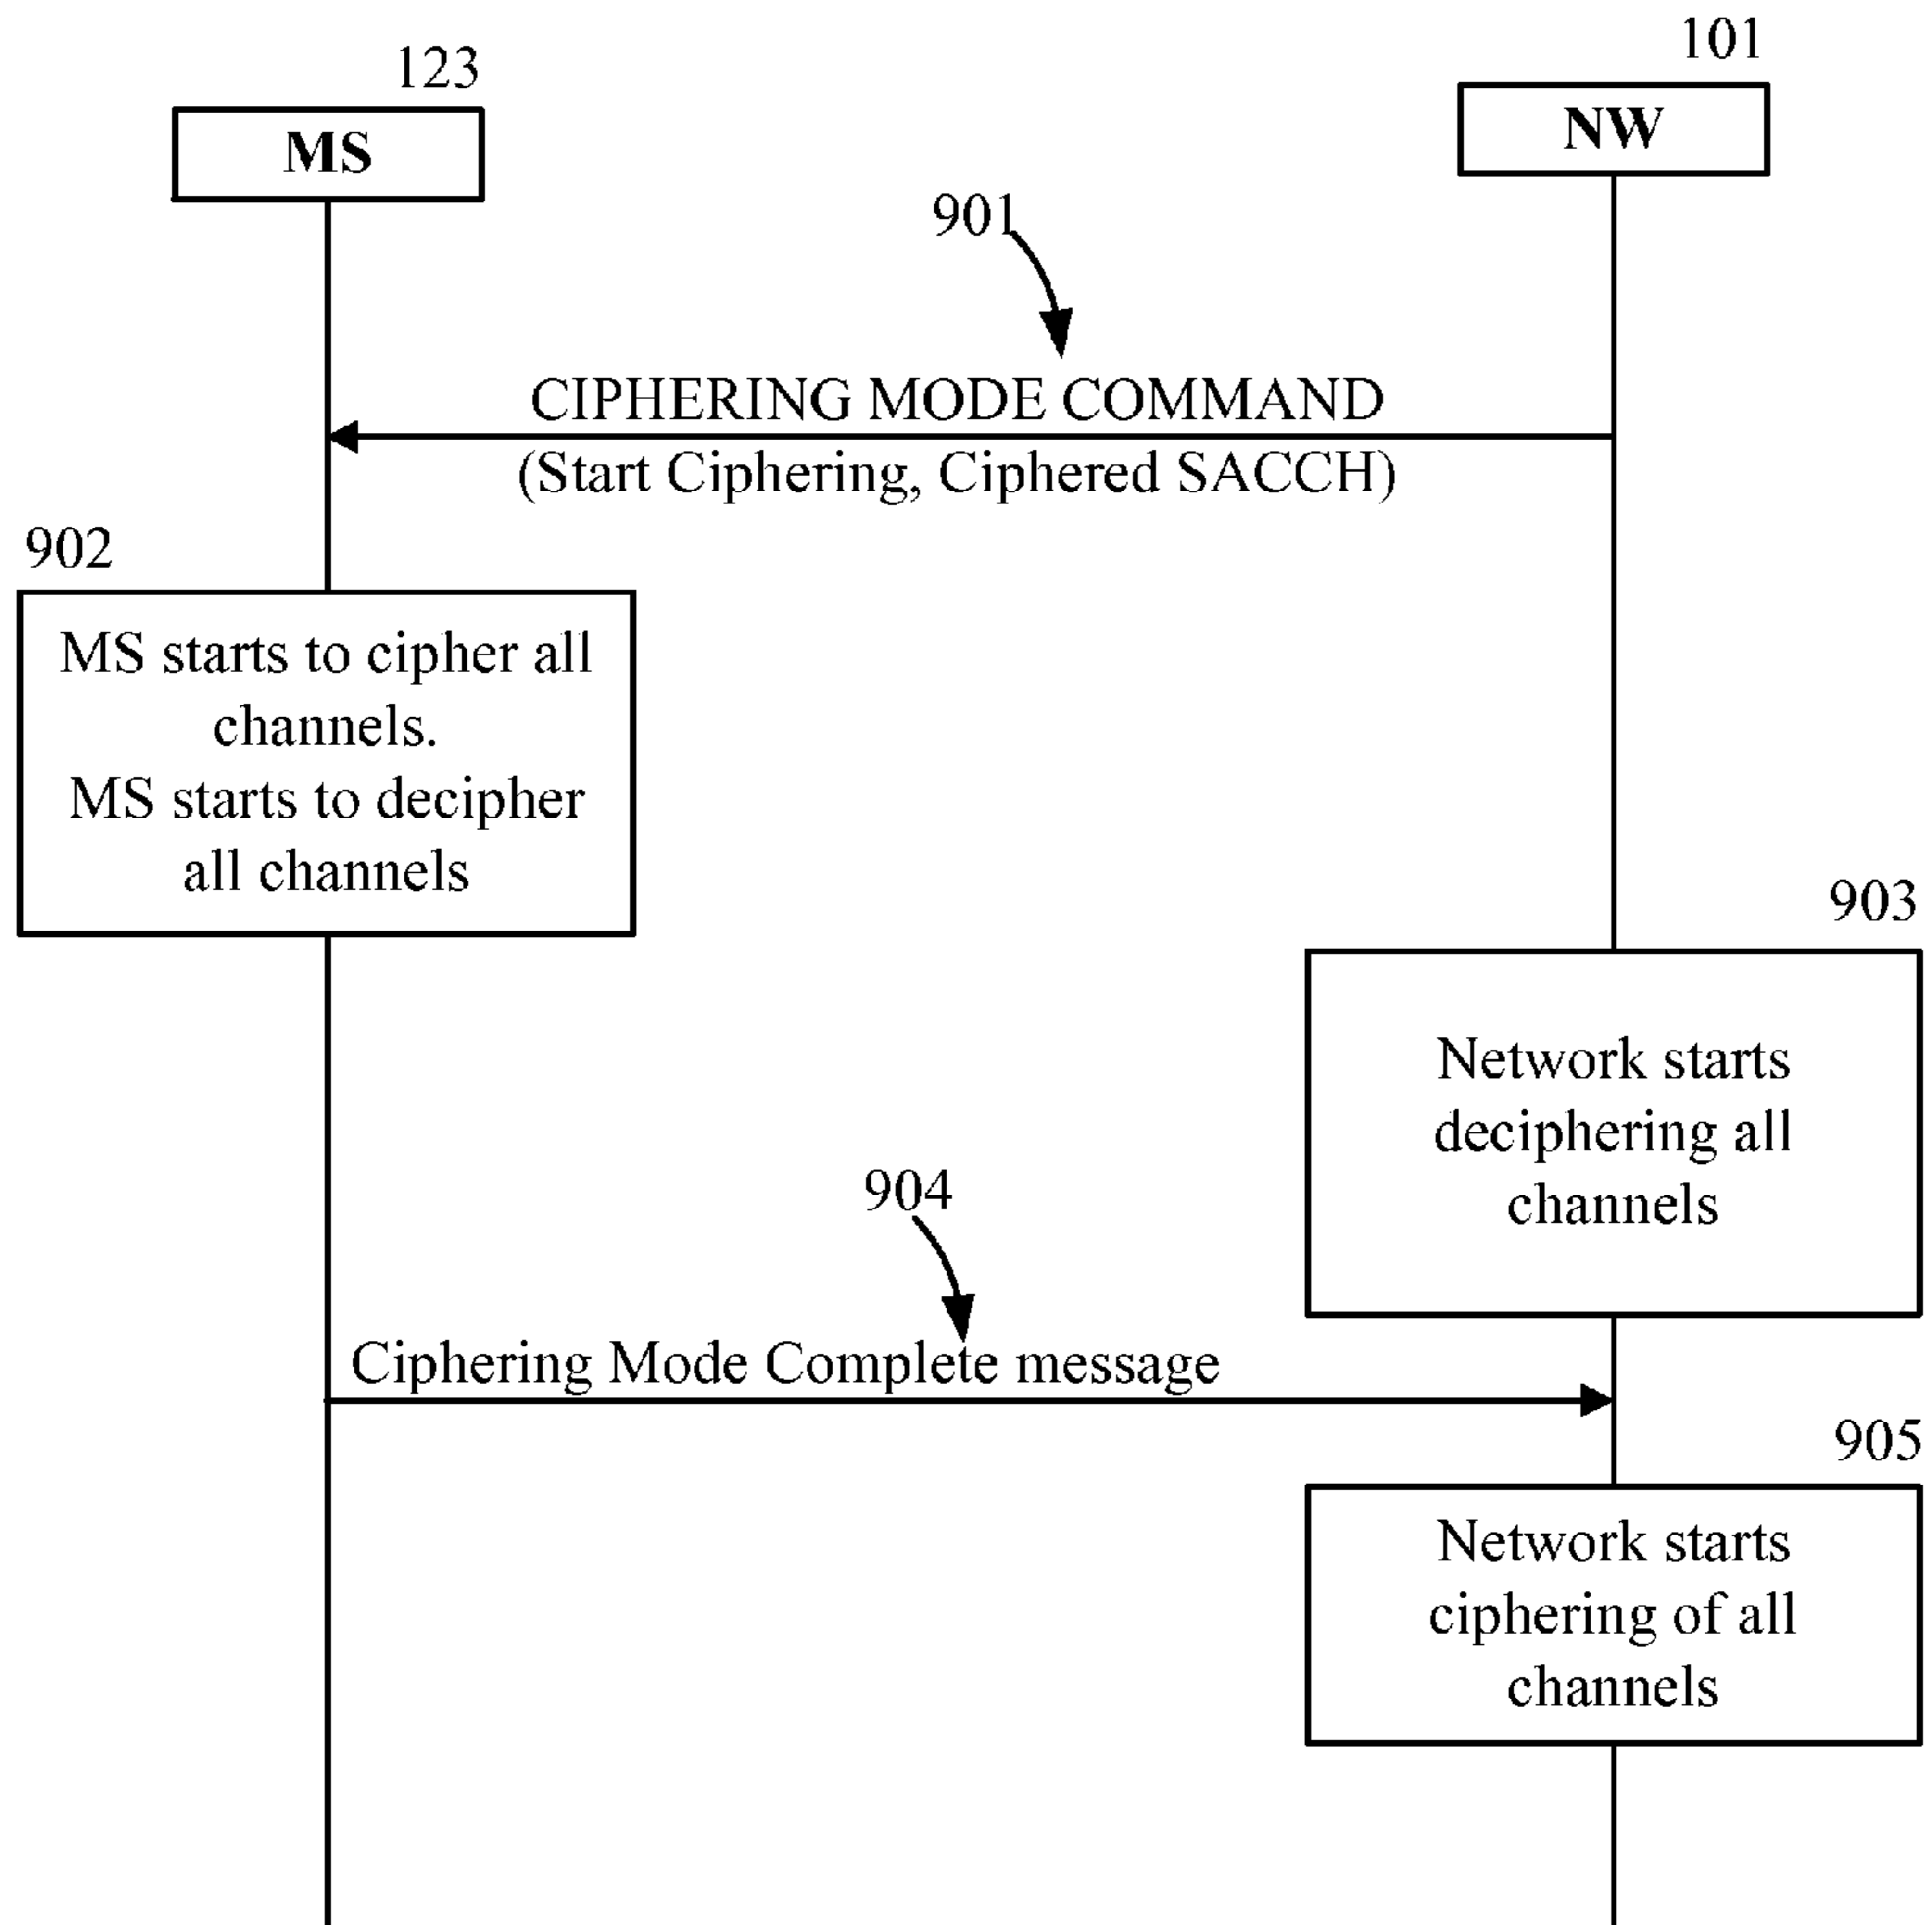 123
101
MS
NW
901
CIPHERING MODE COMMAND
(Start Ciphering, Ciphered SACCH)
902
MS starts to cipher all
channels.
MS starts to decipher
all channels
903
Network starts
deciphering all
channels
904
Ciphering Mode Complete message
905
Network starts
ciphering of all
channels